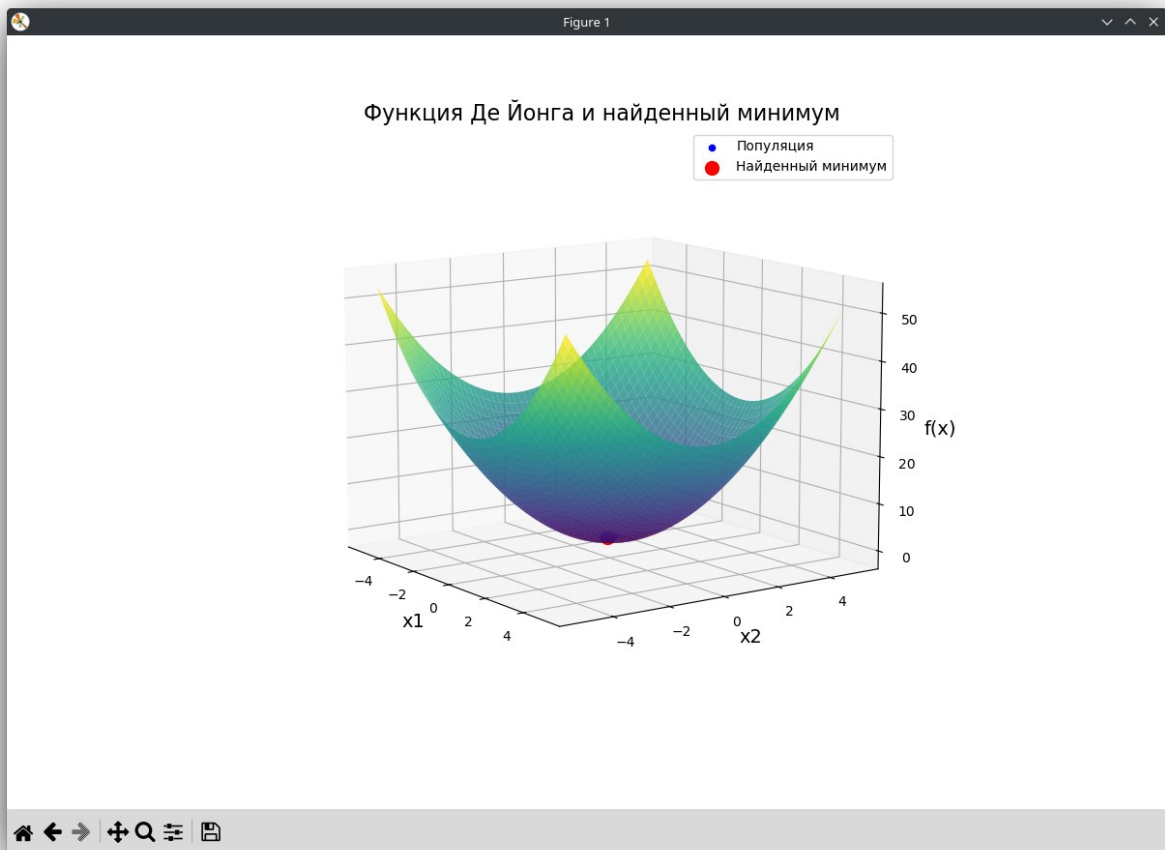 Figure 1
Функция Де Йонга и найденный минимум
Популяция
Найденный минимум
50
40
30
20
10
0
f(x)
−4
−2
0
2
4
x1
−4
−2
0
2
4
x2